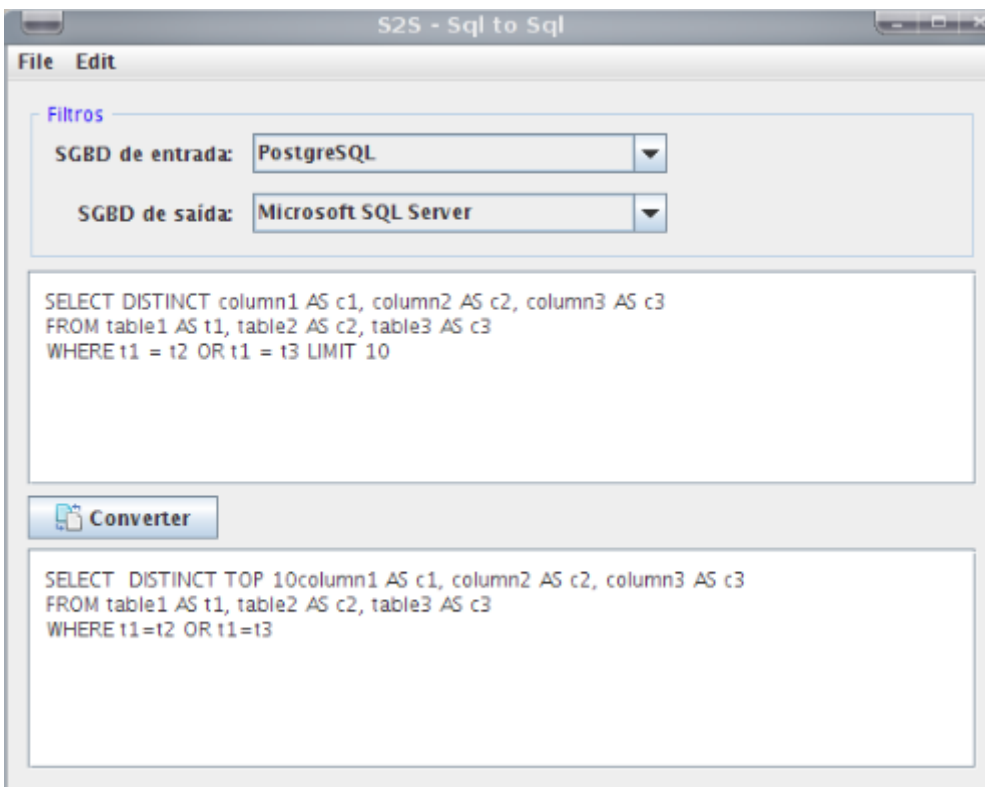 S2S - Sql to Sql
File Edit
Filtros
SGBD de entrada: PostgreSQL
SGBD de saída: Microsoft SQL Server
SELECT DISTINCT column1 AS c1, column2 AS c2, column3 AS c3
FROM table1 AS t1, table2 AS c2, table3 AS c3
WHERE t1 = t2 OR t1 = t3 LIMIT 10
Converter
SELECT  DISTINCT TOP 10column1 AS c1, column2 AS c2, column3 AS c3
FROM table1 AS t1, table2 AS c2, table3 AS c3
WHERE t1=t2 OR t1=t3